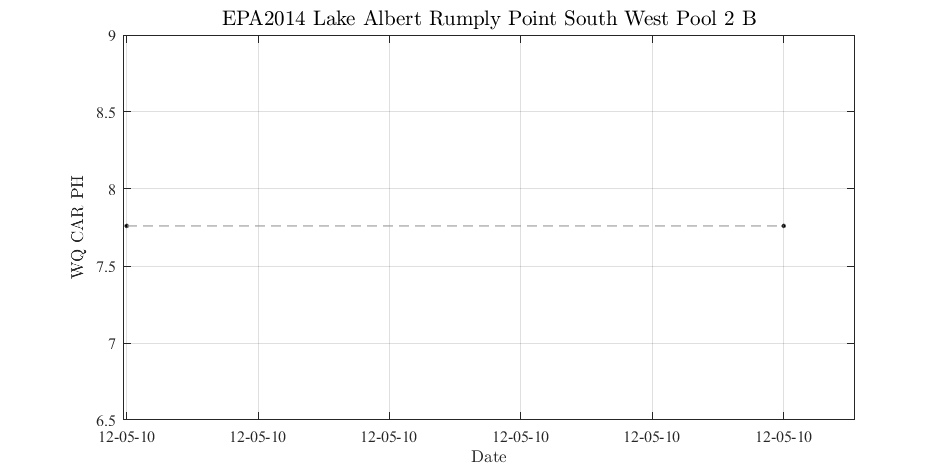 EPA2014 Lake Albert Rumply Point South West Pool 2 B
9
8.5
8
7.5
7
6.5
WQ CAR PH
12-05-10 12-05-10 12-05-10 12-05-10 12-05-10 12-05-10
Date